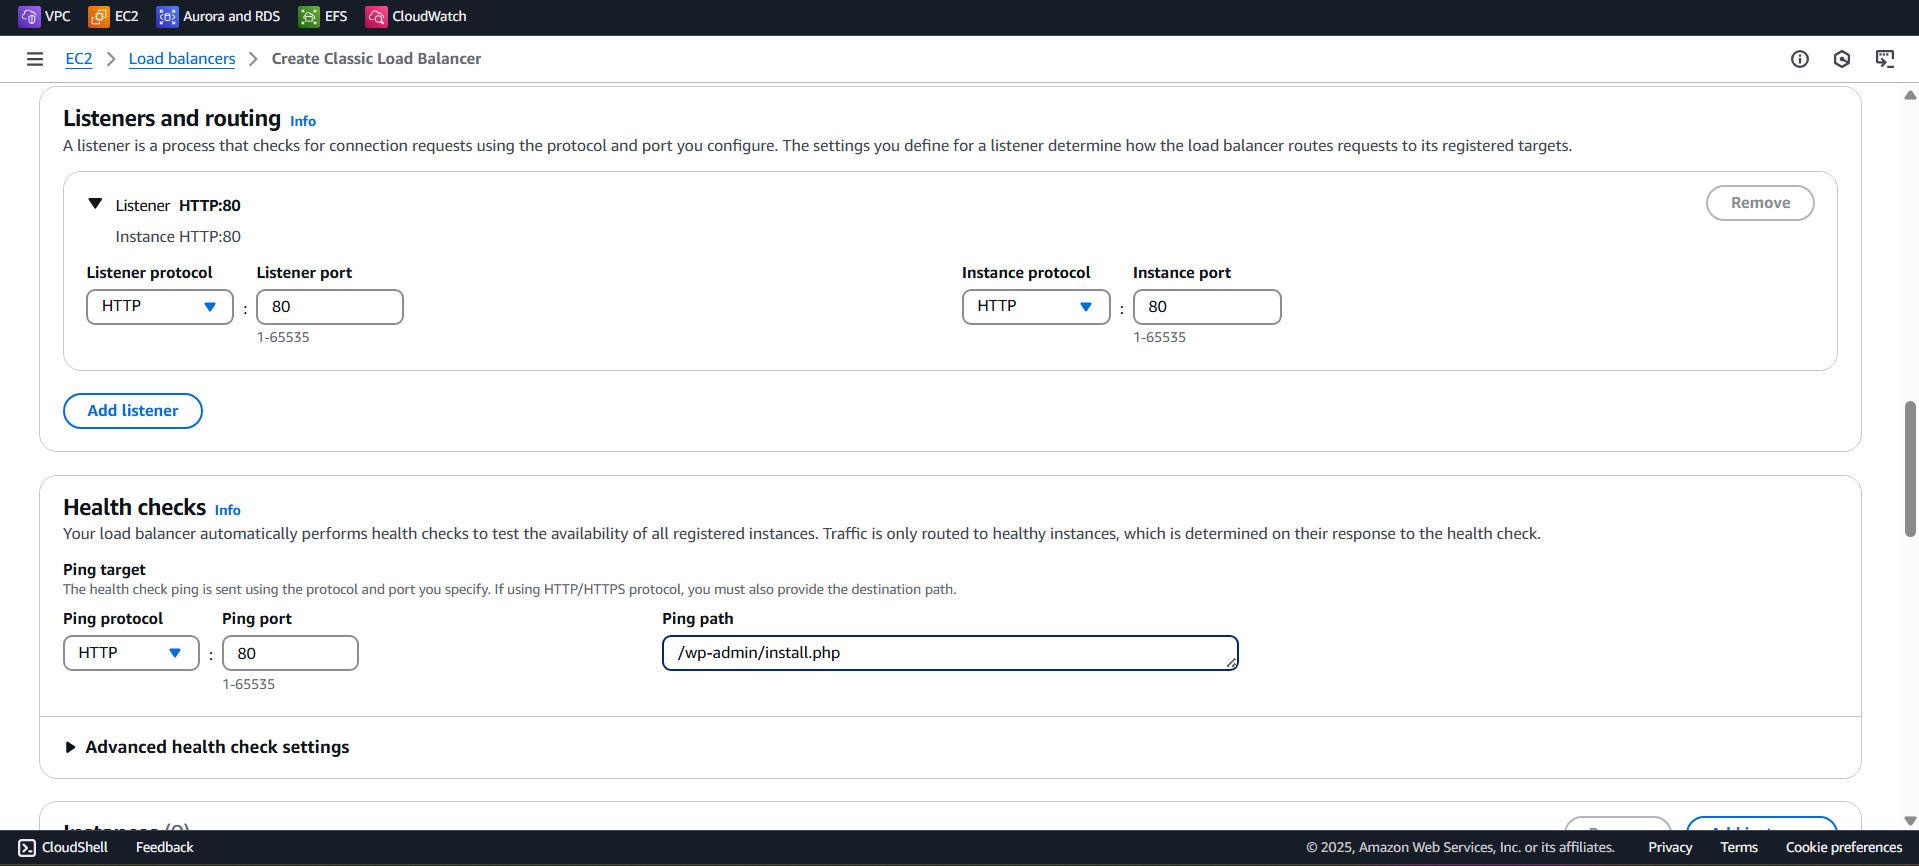 VPC EC2 Aurora and RDS EFS CloudWatch
EC2 > Load balancers > Create Classic Load Balancer
Listeners and routing Info
A listener is a process that checks for connection requests using the protocol and port you configure. The settings you define for a listener determine how the load balancer routes requests to its registered targets.
Listener HTTP:80 Remove
Instance HTTP:80
Listener protocol Listener port Instance protocol Instance port
HTTP : 80 HTTP : 80
1-65535 1-65535
Add listener
Health checks Info
Your load balancer automatically performs health checks to test the availability of all registered instances. Traffic is only routed to healthy instances, which is determined on their response to the health check.
Ping target
The health check ping is sent using the protocol and port you specify. If using HTTP/HTTPS protocol, you must also provide the destination path.
Ping protocol Ping port Ping path
HTTP : 80 /wp-admin/install.php
1-65535
Advanced health check settings
Instances (0)
CloudShell Feedback © 2025, Amazon Web Services, Inc. or its affiliates. Privacy Terms Cookie preferences